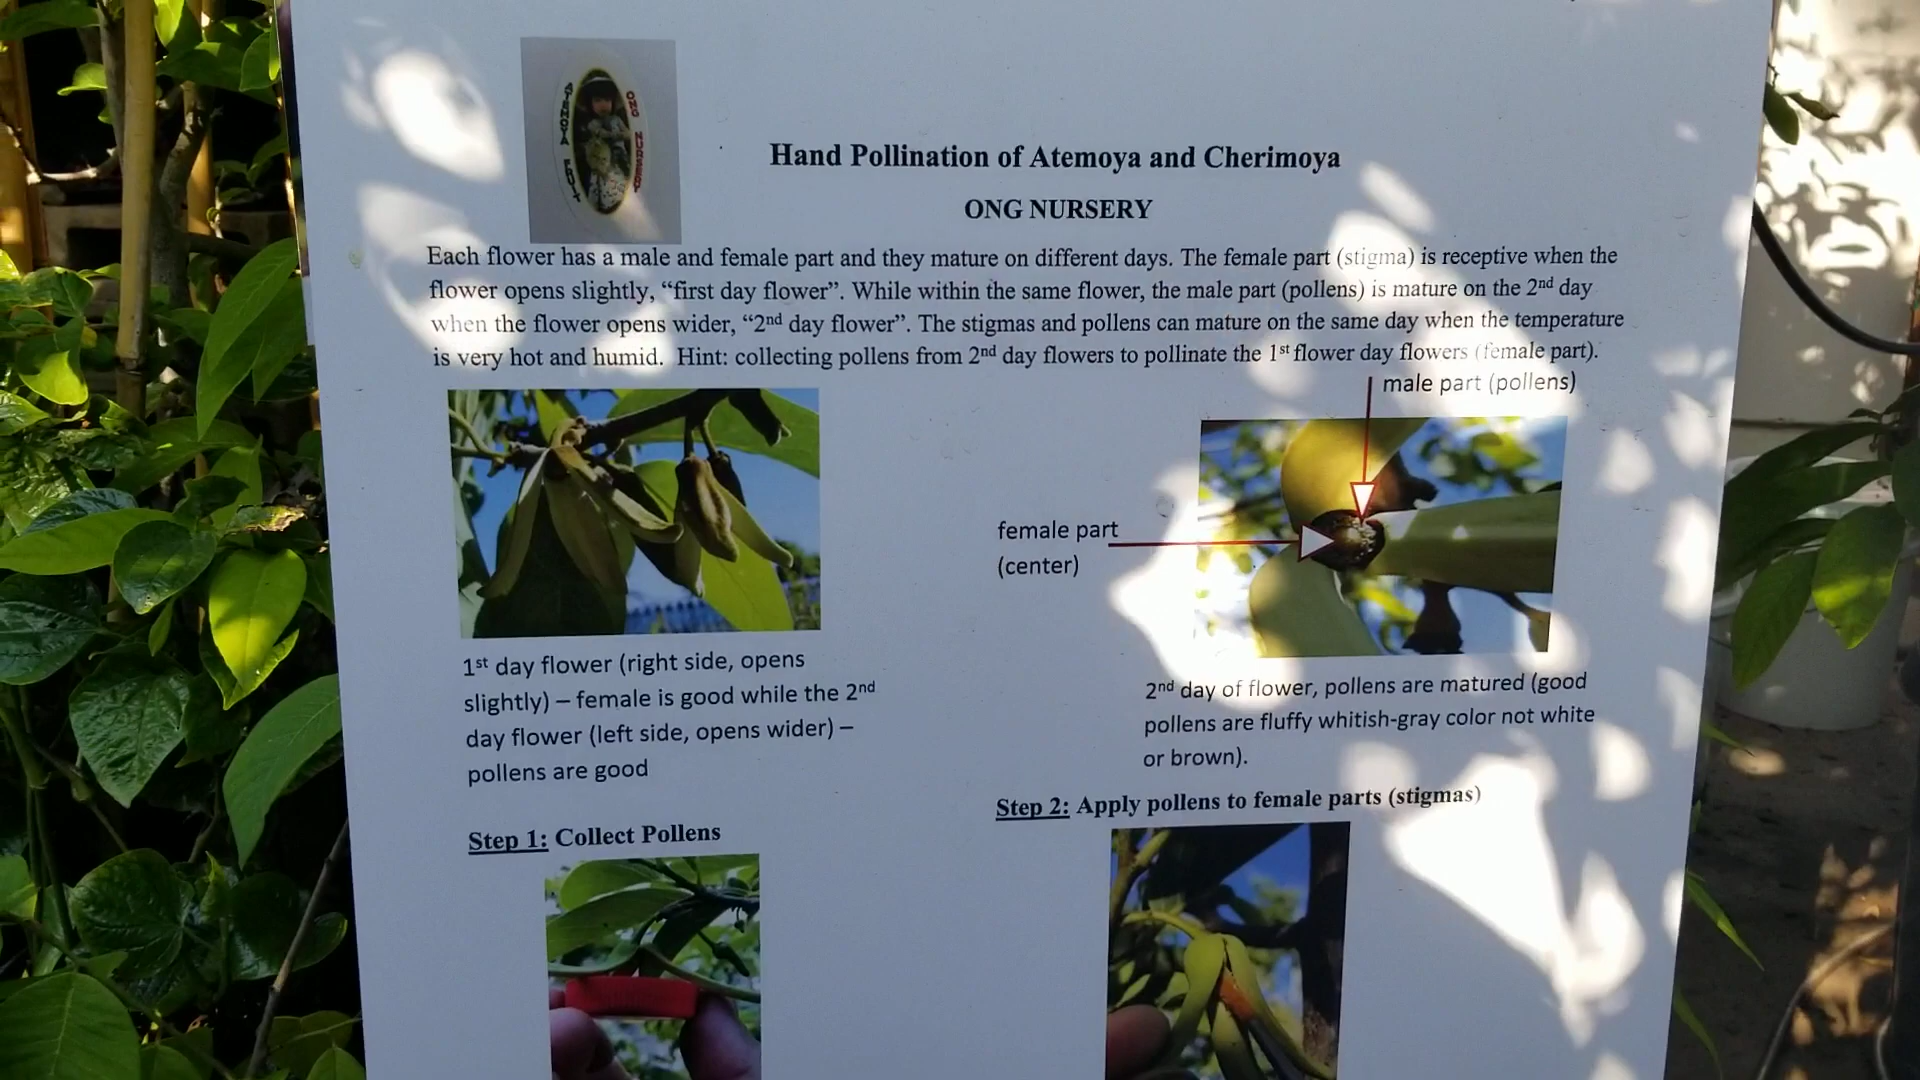 ATEMOYA FRUIT
ONG NURSERY
Hand Pollination of Atemoya and Cherimoya
ONG NURSERY
Each flower has a male and female part and they mature on different days. The female part (stigma) is receptive when the
flower opens slightly, “first day flower”. While within the same flower, the male part (pollens) is mature on the 2nd day
when the flower opens wider, “2nd day flower”. The stigmas and pollens can mature on the same day when the temperature
is very hot and humid. Hint: collecting pollens from 2nd day flowers to pollinate the 1st flower day flowers (female part).
male part (pollens)
female part
(center)
1st day flower (right side, opens
slightly) – female is good while the 2nd
day flower (left side, opens wider) –
pollens are good
2nd day of flower, pollens are matured (good
pollens are fluffy whitish-gray color not white
or brown).
Step 1: Collect Pollens
Step 2: Apply pollens to female parts (stigmas)